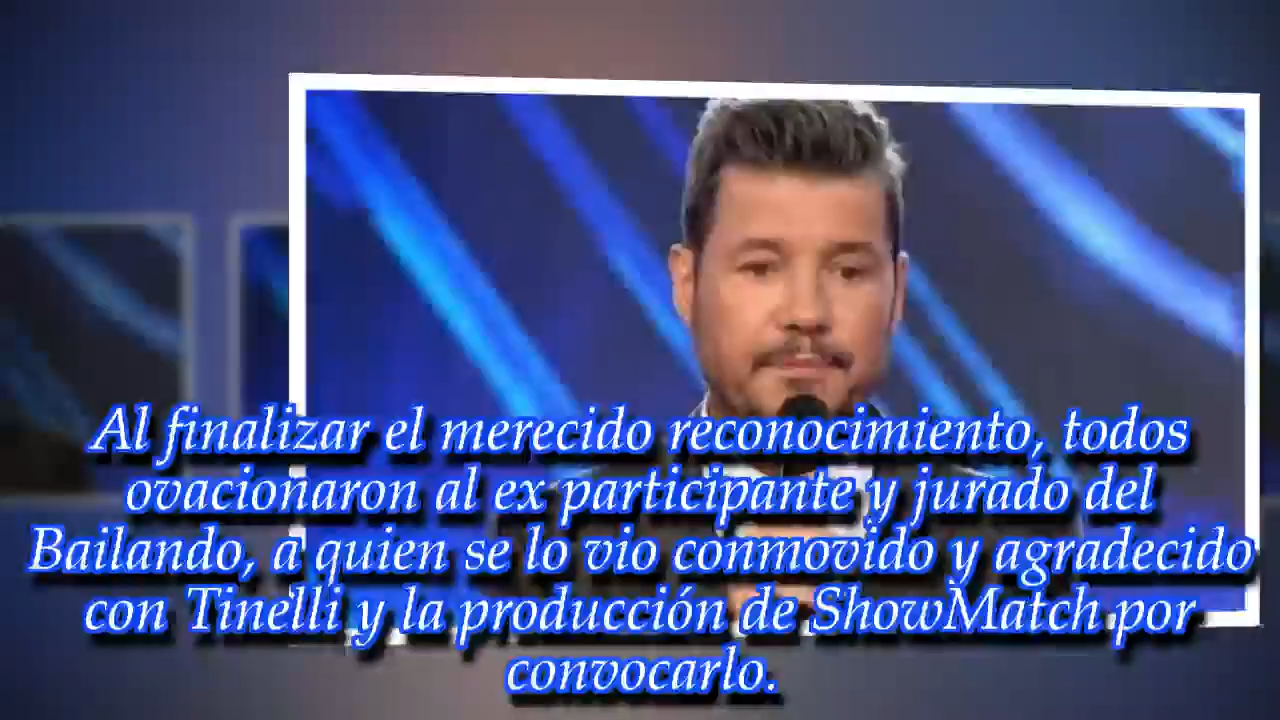 Al finalizar el merecido reconocimiento, todos
ovacionaron al ex participante y jurado del
Bailando, a quien se lo vio conmovido y agradecido
con Tinelli y la producción de ShowMatch por
convocarlo.